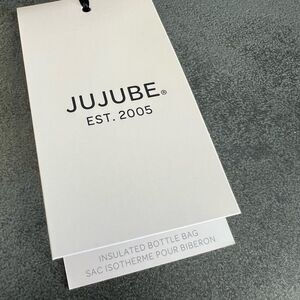 JUJUBE®
EST. 2005
INSULATED BOTTLE BAG
SAC ISOTHERME POUR BIBERON